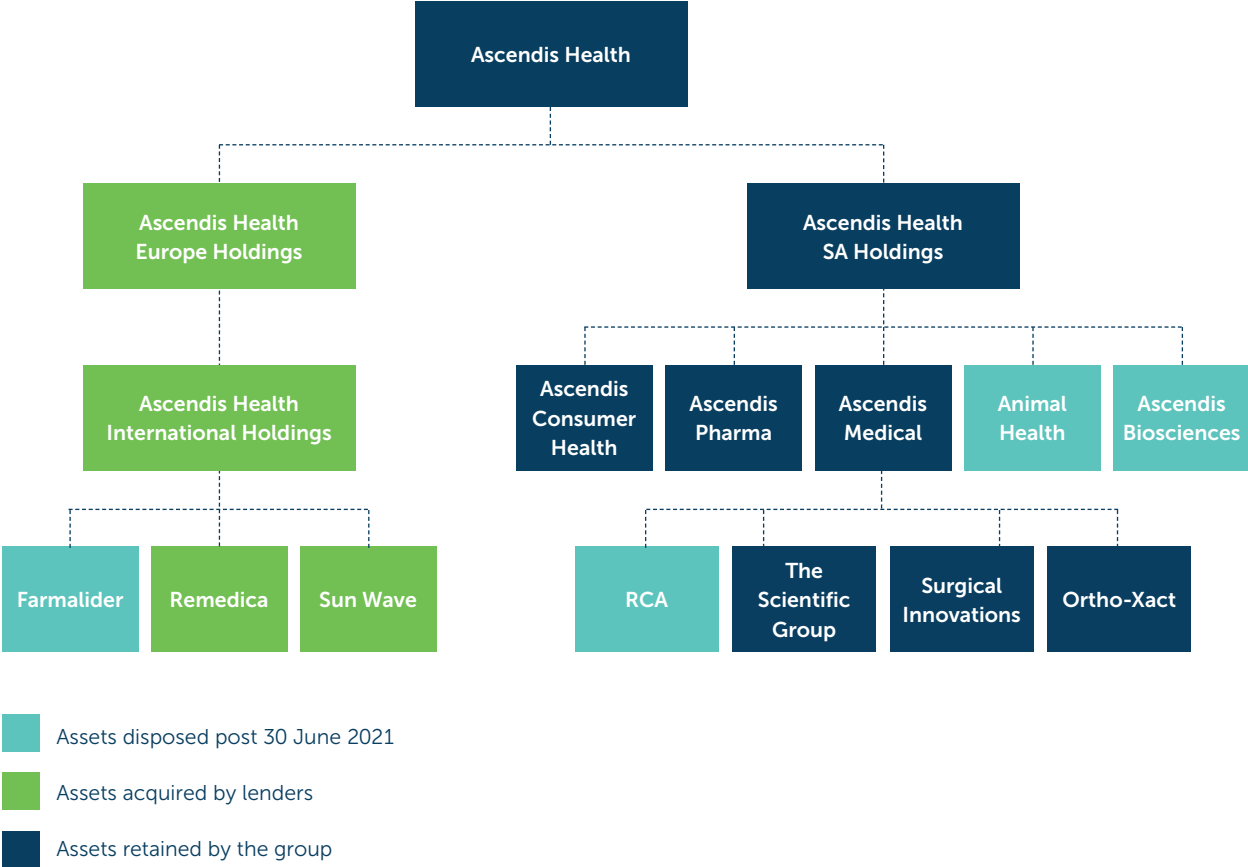 Ascendis Health
Ascendis Health
Europe Holdings
Ascendis Health
SA Holdings
Ascendis Health
International Holdings
Ascendis
Consumer
Health
Ascendis
Pharma
Ascendis
Medical
Animal
Health
Ascendis
Biosciences
Farmalider
Remedica
Sun Wave
RCA
The
Scientific
Group
Surgical
Innovations
Ortho-Xact
Assets disposed post 30 June 2021
Assets acquired by lenders
Assets retained by the group